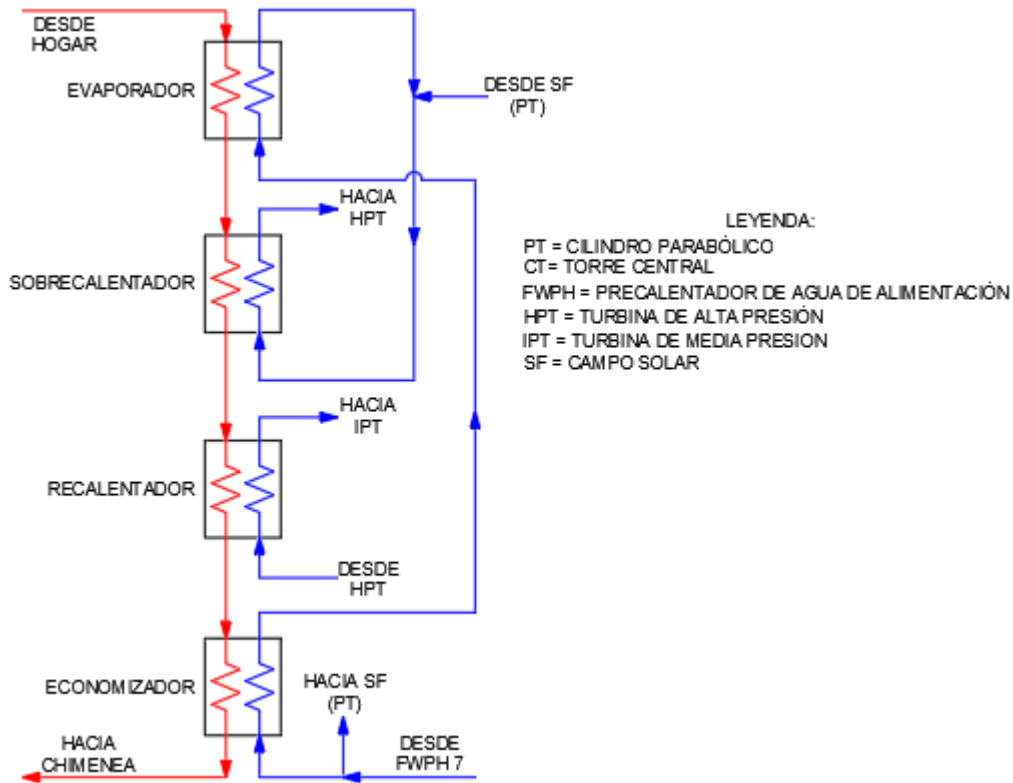 DESDE
HOGAR
EVAPORADOR
DESDE SF
(PT)
HACIA
HPT
SOBRECALENTADOR
LEYENDA:
PT = CILINDRO PARABÓLICO
CT= TORRE CENTRAL
FWPH = PRECALENTADOR DE AGUA DE ALIMENTACIÓN
HPT = TURBINA DE ALTA PRESIÓN
IPT = TURBINA DE MEDIA PRESION
SF = CAMPO SOLAR
HACIA
IPT
RECALENTADOR
DESDE
HPT
ECONOMIZADOR
HACIA SF
(PT)
HACIA
CHIMENEA
DESDE
FWPH 7